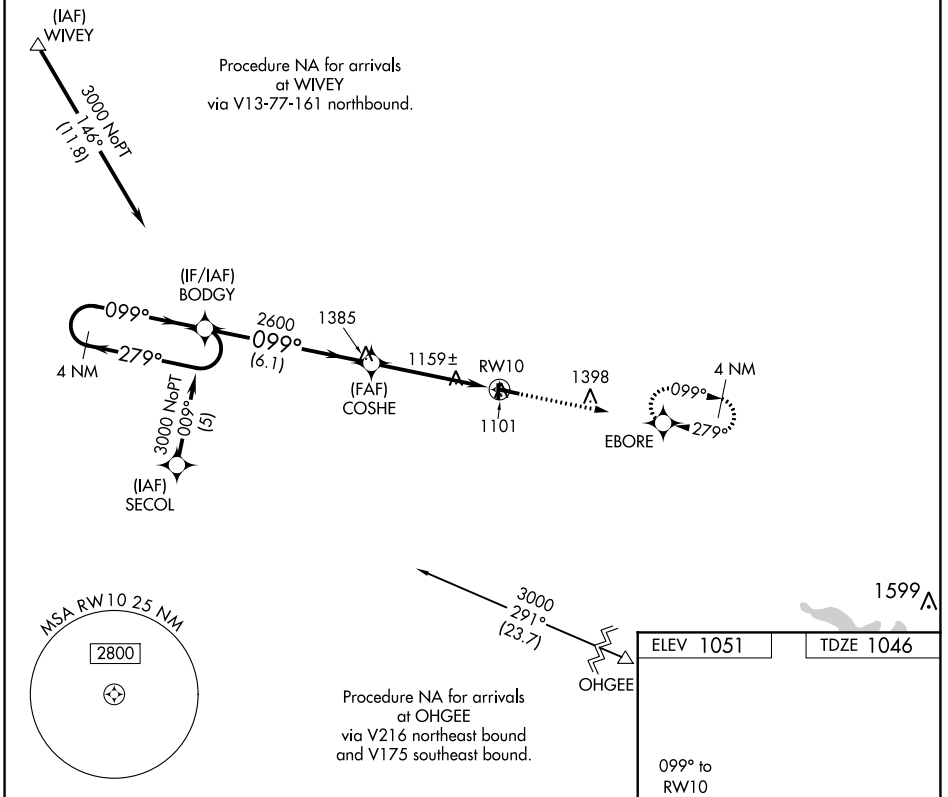 (IAF)
WIVEY
Procedure NA for arrivals
at WIVEY
via V13-77-161 northbound.
3000 NoPT
146°
(11.8)
(IF/IAF)
BODGY
099°
279°
4 NM
2600
099°
(6.1)
1385
(FAF)
COSHE
1159±
RW10
1101
1398
4 NM
099°
279°
EBORE
3000 NoPT
009°
(5)
(IAF)
SECOL
3000
291°
(23.7)
OHGEE
1599
MSA RW10 25 NM
2800
Procedure NA for arrivals
at OHGEE
via V216 northeast bound
and V175 southeast bound.
ELEV 1051
TDZE 1046
099° to
RW10